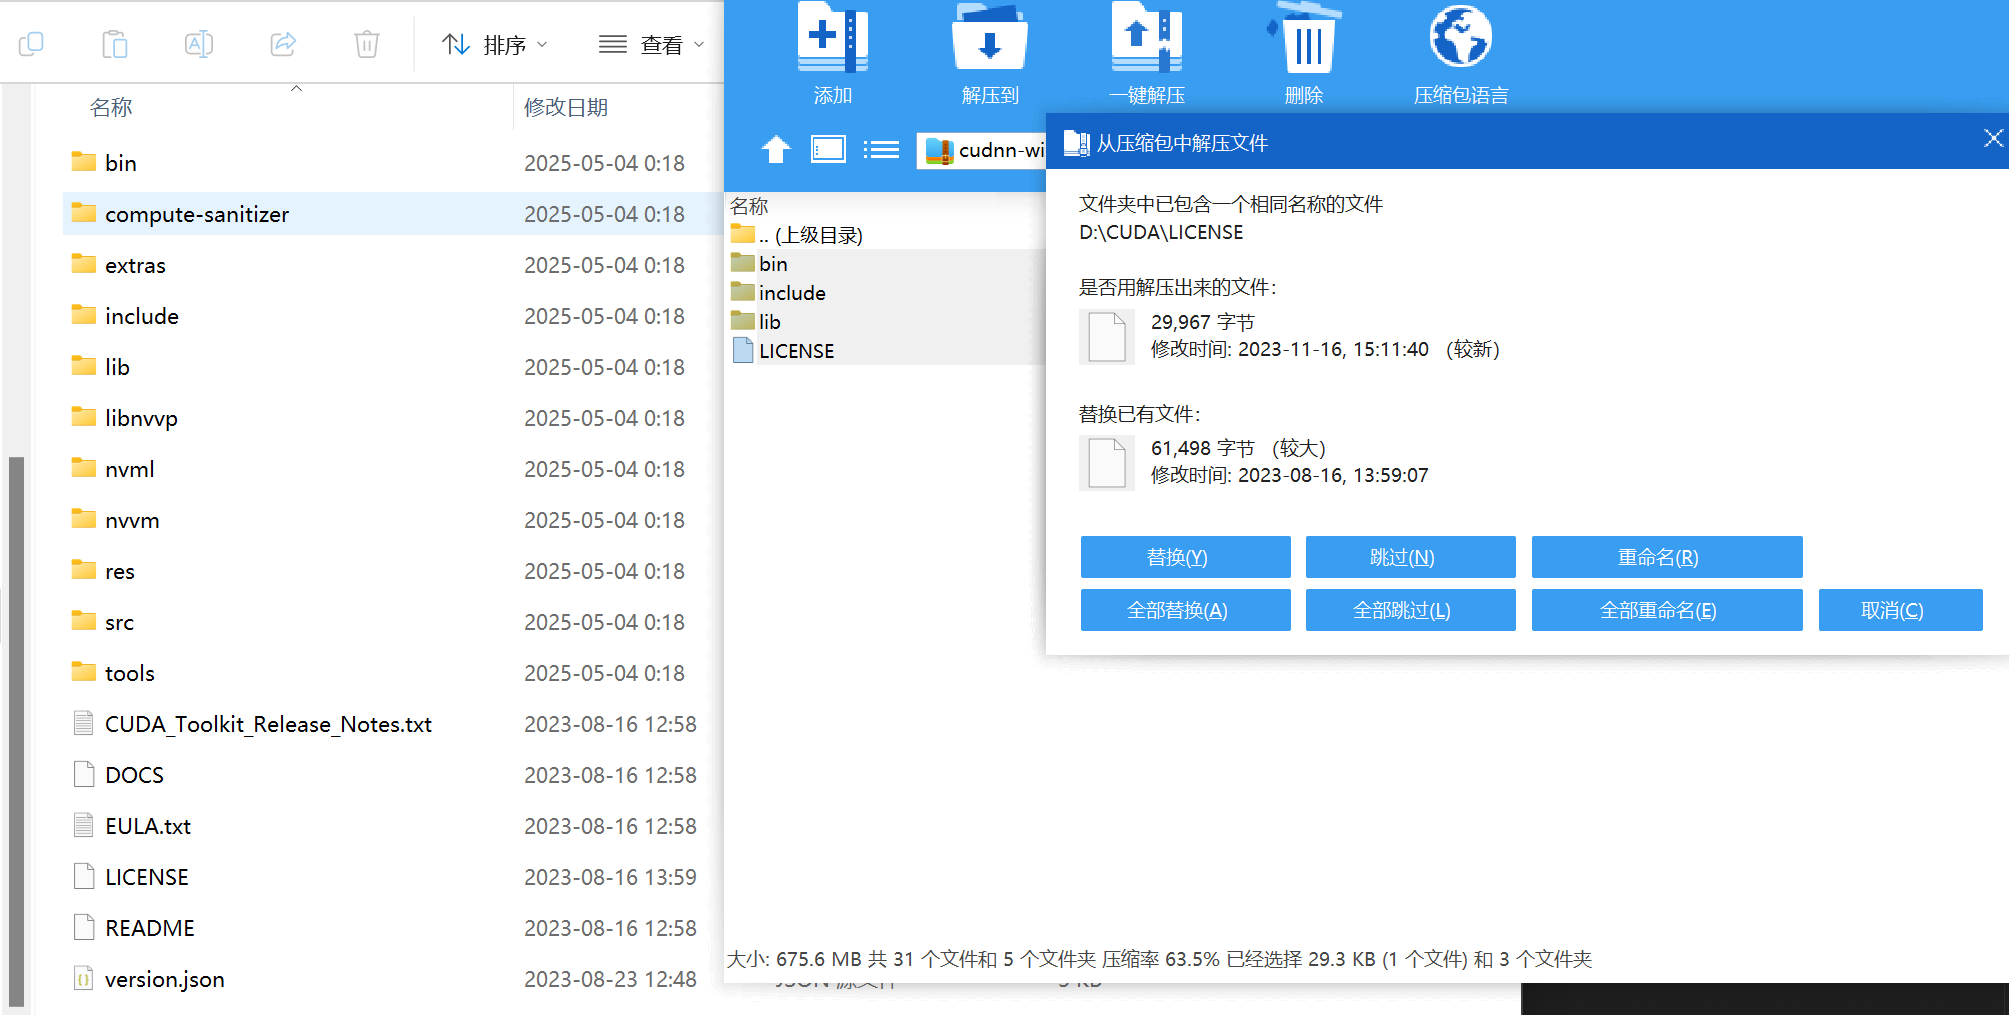 排序
查看
名称
修改日期
bin 2025-05-04 0:18
compute-sanitizer 2025-05-04 0:18
extras 2025-05-04 0:18
include 2025-05-04 0:18
lib 2025-05-04 0:18
libnvvp 2025-05-04 0:18
nvml 2025-05-04 0:18
nvvm 2025-05-04 0:18
res 2025-05-04 0:18
src 2025-05-04 0:18
tools 2025-05-04 0:18
CUDA_Toolkit_Release_Notes.txt 2023-08-16 12:58
DOCS 2023-08-16 12:58
EULA.txt 2023-08-16 12:58
LICENSE 2023-08-16 13:59
README 2023-08-16 12:58
version.json 2023-08-23 12:48
添加
解压到
一键解压
删除
压缩包语言
cudnn-wi
名称
.. (上级目录)
bin
include
lib
LICENSE
从压缩包中解压文件
文件夹中已包含一个相同名称的文件
D:\CUDA\LICENSE
是否用解压出来的文件:
29,967 字节
修改时间: 2023-11-16, 15:11:40 (较新)
替换已有文件:
61,498 字节 (较大)
修改时间: 2023-08-16, 13:59:07
替换(Y)
跳过(N)
重命名(R)
全部替换(A)
全部跳过(L)
全部重命名(E)
取消(C)
大小: 675.6 MB 共 31 个文件和 5 个文件夹 压缩率 63.5% 已经选择 29.3 KB (1 个文件) 和 3 个文件夹